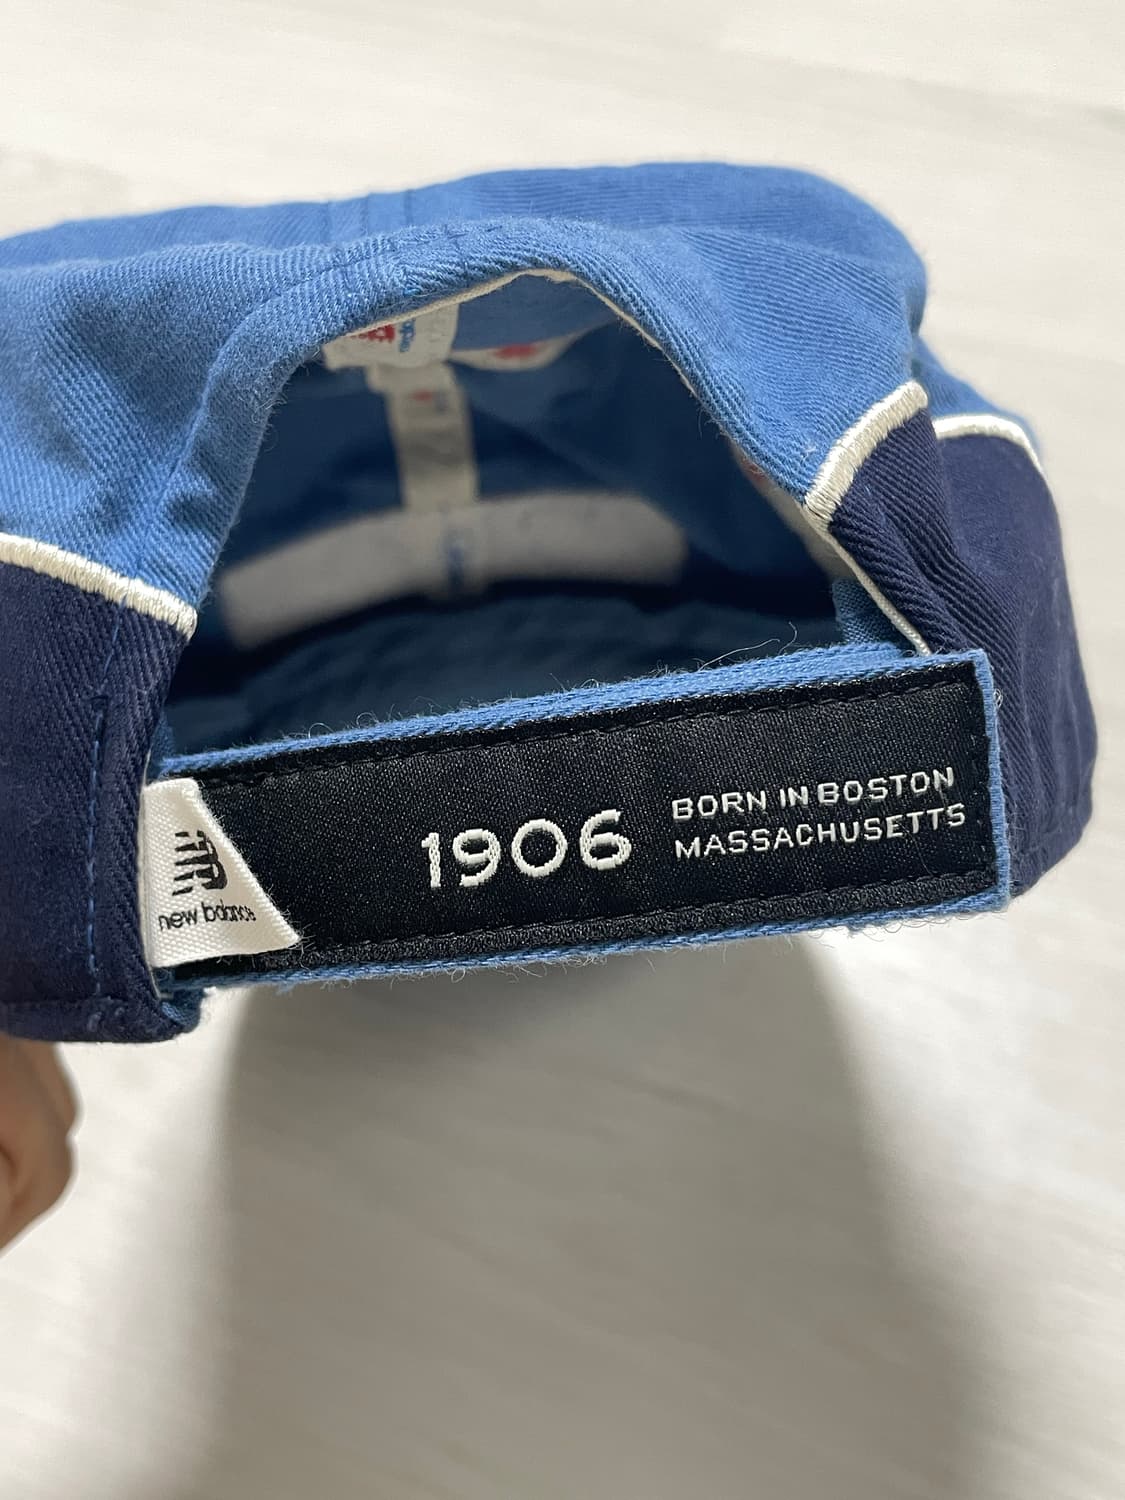 1906
BORN IN BOSTON
MASSACHUSETTS
new balance